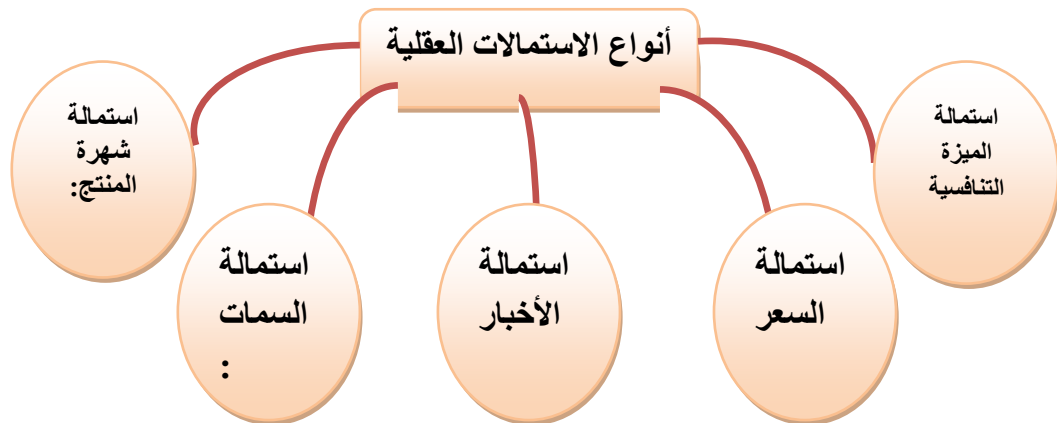 أنواع الاستمالات العقلية
استمالة
الميزة
التنافسية
استمالة
السعر
استمالة
الأخبار
استمالة
السمات
:
استمالة
شهرة
المنتج: